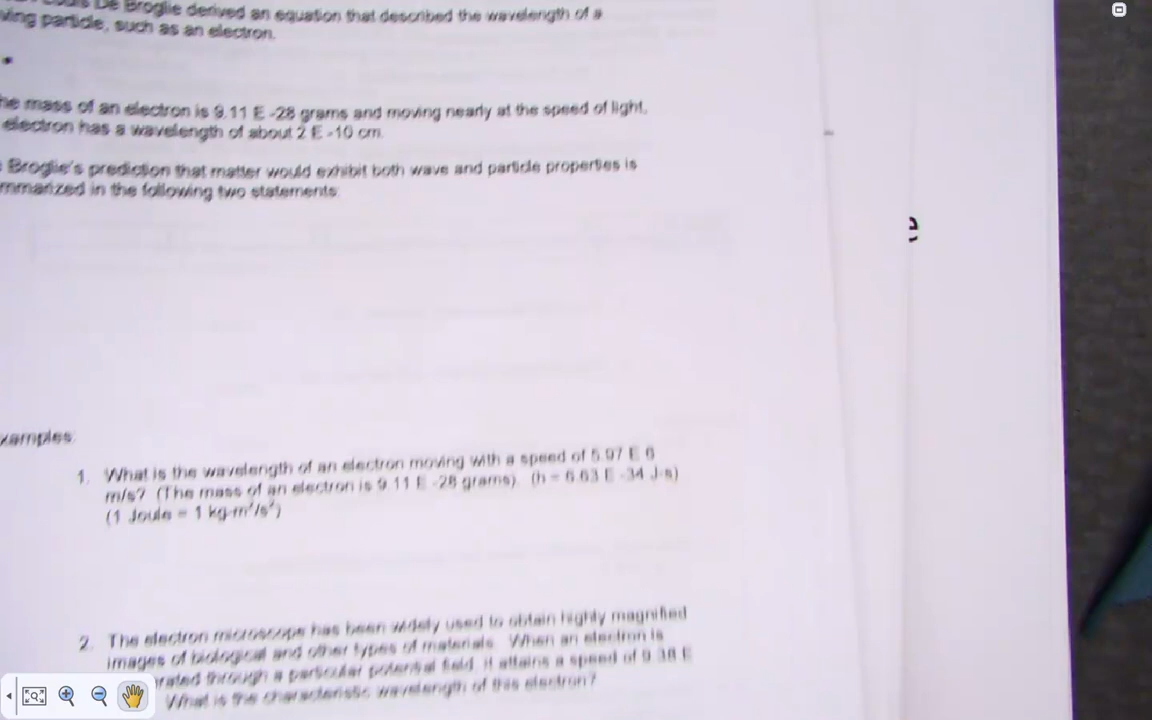 De Broglie derived an equation that described the wavelength of a
ving particle, such as an electron.
he mass of an electron is 9.11 E -28 grams and moving nearly at the speed of light,
electron has a wavelength of about 2 E -10 cm.
Broglie's prediction that matter would exhibit both wave and particle properties is
mmarized in the following two statements:
xamples:
1. What is the wavelength of an electron moving with a speed of 5.97 E 6
m/s? (The mass of an electron is 9.11 E -28 grams). (h = 6.63 E -34 J-s)
(1 Joule = 1 kg-m²/s²)
2. The electron microscope has been widely used to obtain highly magnified
images of biological and other types of materials. When an electron is
rated through a particular potential field, it attains a speed of 9.38 E
What is the characteristic wavelength of this electron?